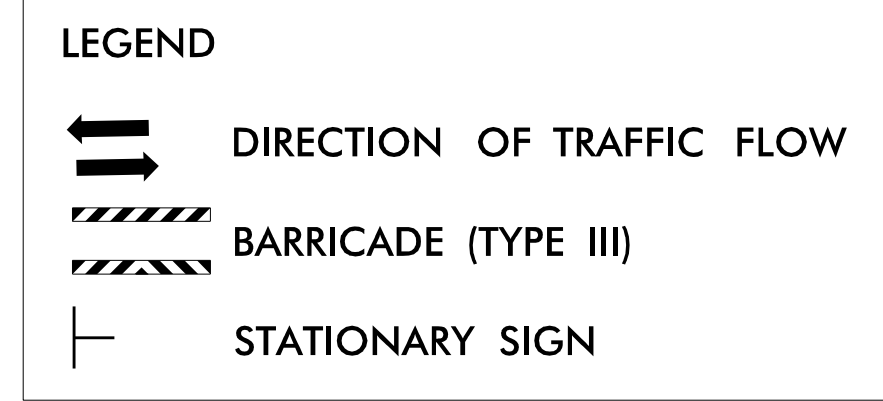 LEGEND
DIRECTION OF TRAFFIC FLOW
BARRICADE (TYPE III)
STATIONARY SIGN